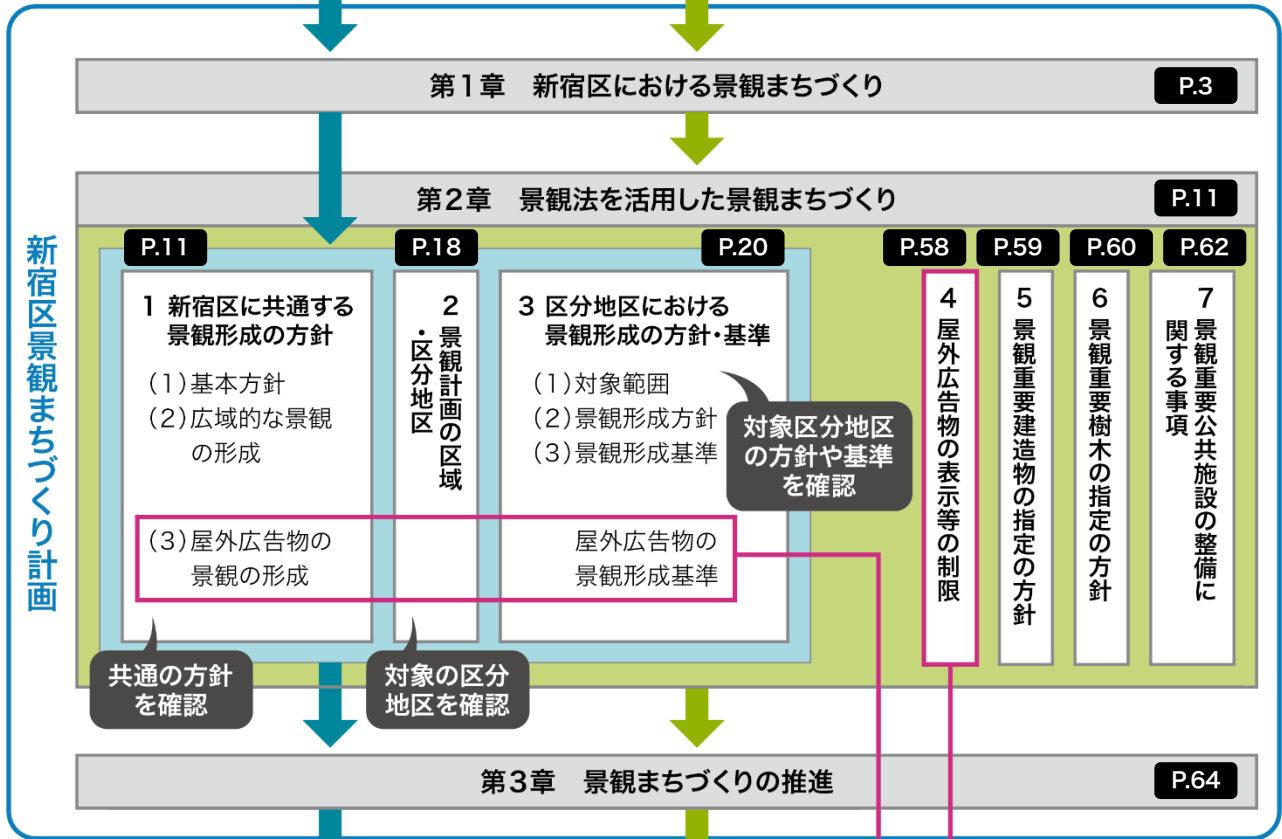 新宿区景観まちづくり計画
第1章　新宿区における景観まちづくり
P.3
第2章　景観法を活用した景観まちづくり
P.11
P.11
1 新宿区に共通する
景観形成の方針
(1)基本方針
(2)広域的な景観
の形成
(3)屋外広告物の
景観の形成
共通の方針
を確認
P.18
2 景観計画の区域
・区分地区
対象の区分
地区を確認
P.20
3 区分地区における
景観形成の方針・基準
(1)対象範囲
(2)景観形成方針
(3)景観形成基準
屋外広告物の
景観形成基準
対象区分地区
の方針や基準
を確認
P.58
4 屋外広告物の表示等の制限
P.59
5 景観重要建造物の指定の方針
P.60
6 景観重要樹木の指定の方針
P.62
7 景観重要公共施設の整備に
関する事項
第3章　景観まちづくりの推進
P.64